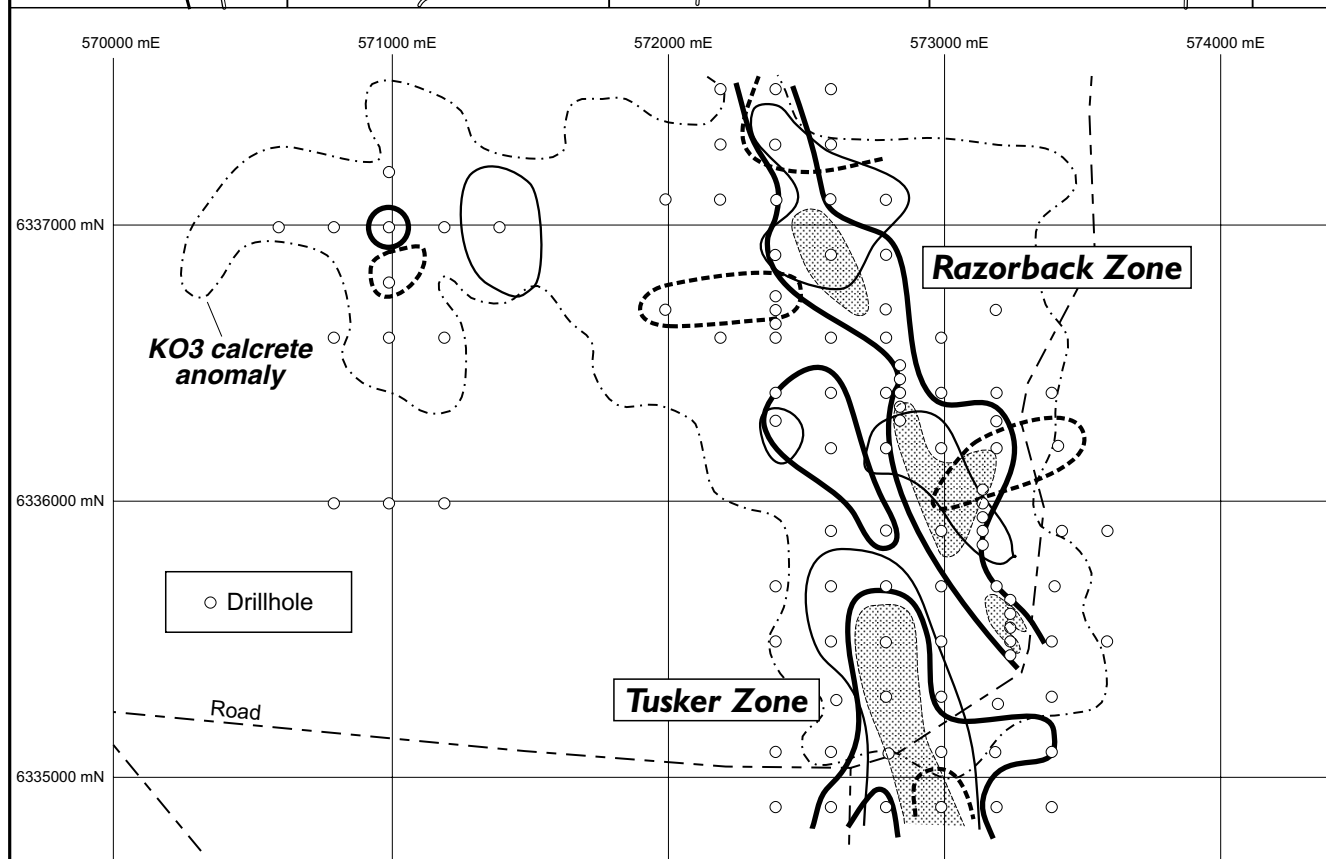 570000 mE
571000 mE
572000 mE
573000 mE
574000 mE
6337000 mN
Razorback Zone
KO3 calcrete
anomaly
6336000 mN
Drillhole
Tusker Zone
Road
6335000 mN